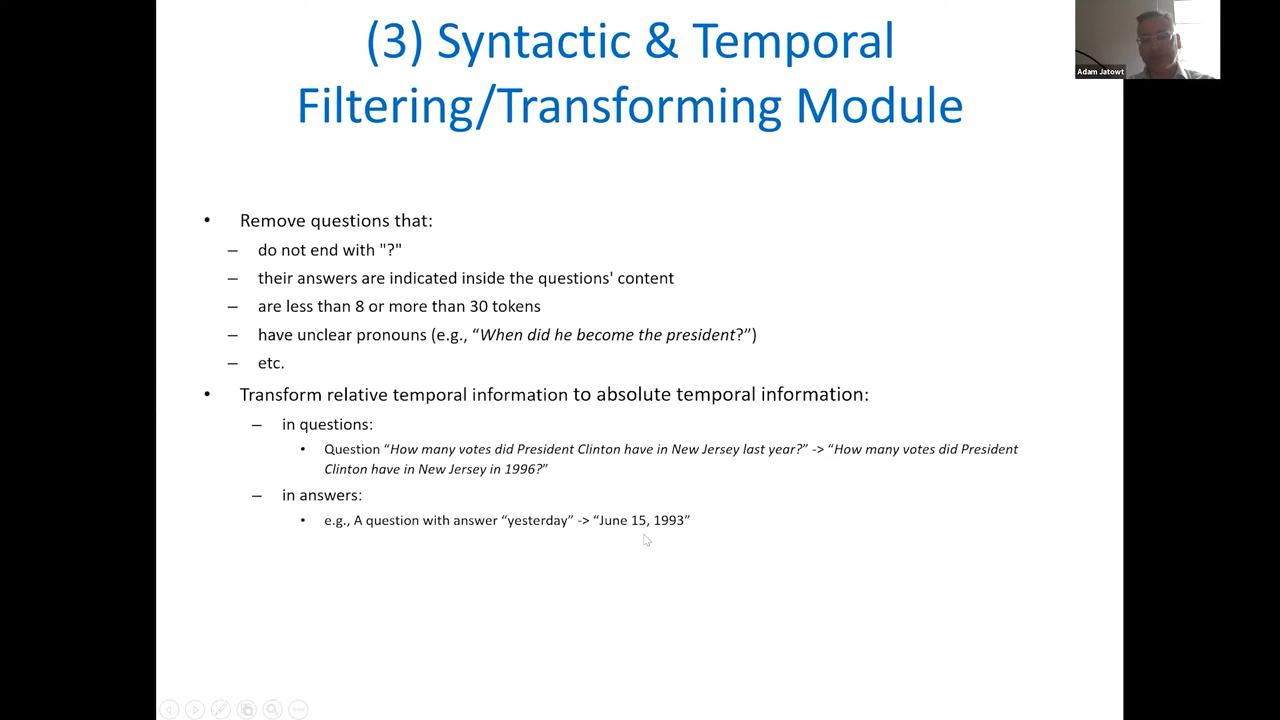 (3) Syntactic & Temporal
Filtering/Transforming Module
Adam Jatowt
• Remove questions that:
– do not end with "?"
– their answers are indicated inside the questions' content
– are less than 8 or more than 30 tokens
– have unclear pronouns (e.g., “When did he become the president?”)
– etc.
• Transform relative temporal information to absolute temporal information:
– in questions:
• Question “How many votes did President Clinton have in New Jersey last year?” -> “How many votes did President
Clinton have in New Jersey in 1996?”
– in answers:
• e.g., A question with answer “yesterday” -> “June 15, 1993”